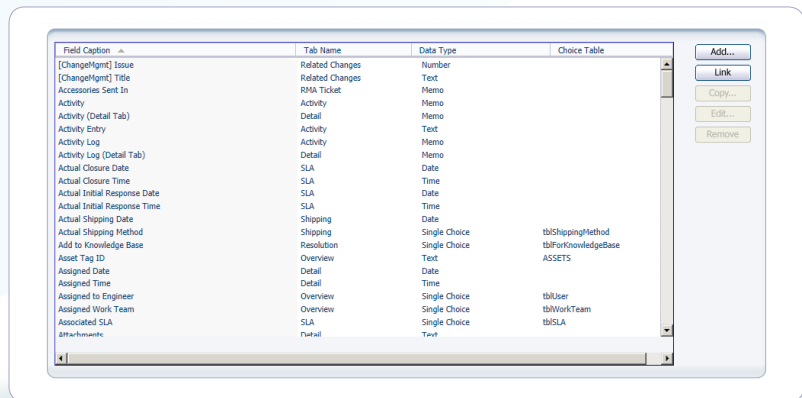 Field Caption Tab Name Data Type Choice Table
[ChangeMgmt] Issue Related Changes Number
[ChangeMgmt] Title Related Changes Text
Accessories Sent In RMA Ticket Memo
Activity Activity Memo
Activity (Detail Tab) Detail Memo
Activity Entry Activity Text
Activity Log Activity Memo
Activity Log (Detail Tab) Detail Memo
Actual Closure Date SLA Date
Actual Closure Time SLA Time
Actual Initial Response Date SLA Date
Actual Initial Response Time SLA Time
Actual Shipping Date Shipping Date
Actual Shipping Method Shipping Single Choice tblShippingMethod
Add to Knowledge Base Resolution Single Choice tblForKnowledgeBase
Asset Tag ID Overview Text ASSETS
Assigned Date Detail Date
Assigned Time Detail Time
Assigned to Engineer Overview Single Choice tblUser
Assigned Work Team Overview Single Choice tblWorkTeam
Associated SLA SLA Single Choice tblSLA
Attachments Detail Text
Add...
Link
Copy...
Edit...
Remove